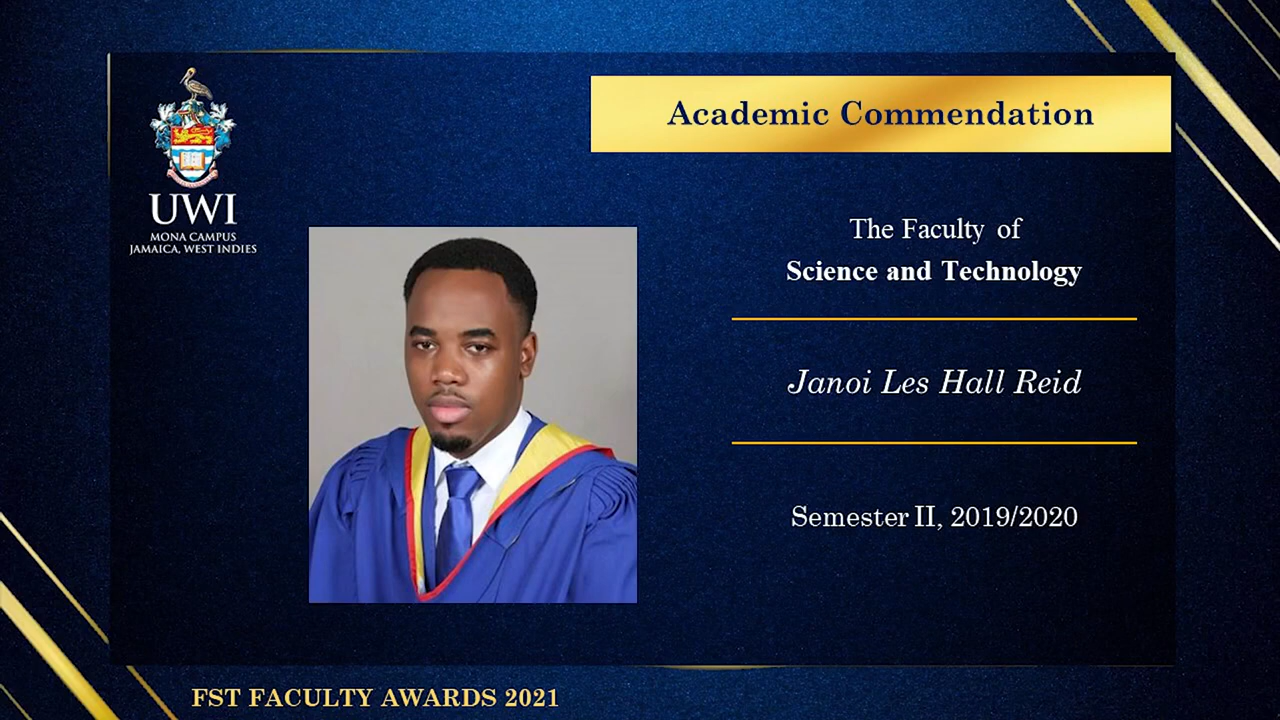 UWI
MONA CAMPUS
JAMAICA, WEST INDIES
Academic Commendation
The Faculty of
Science and Technology
Janoi Les Hall Reid
Semester II, 2019/2020
FST FACULTY AWARDS 2021